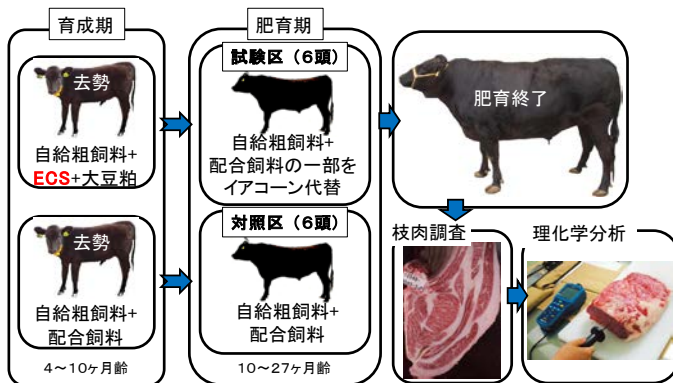 育成期
去勢
自給粗飼料+
ECS+大豆粕
去勢
自給粗飼料+
配合飼料
4～10ヶ月齢
肥育期
試験区（6頭）
自給粗飼料+
配合飼料の一部を
イアコーン代替
対照区（6頭）
自給粗飼料+
配合飼料
10～27ヶ月齢
肥育終了
枝肉調査
理化学分析